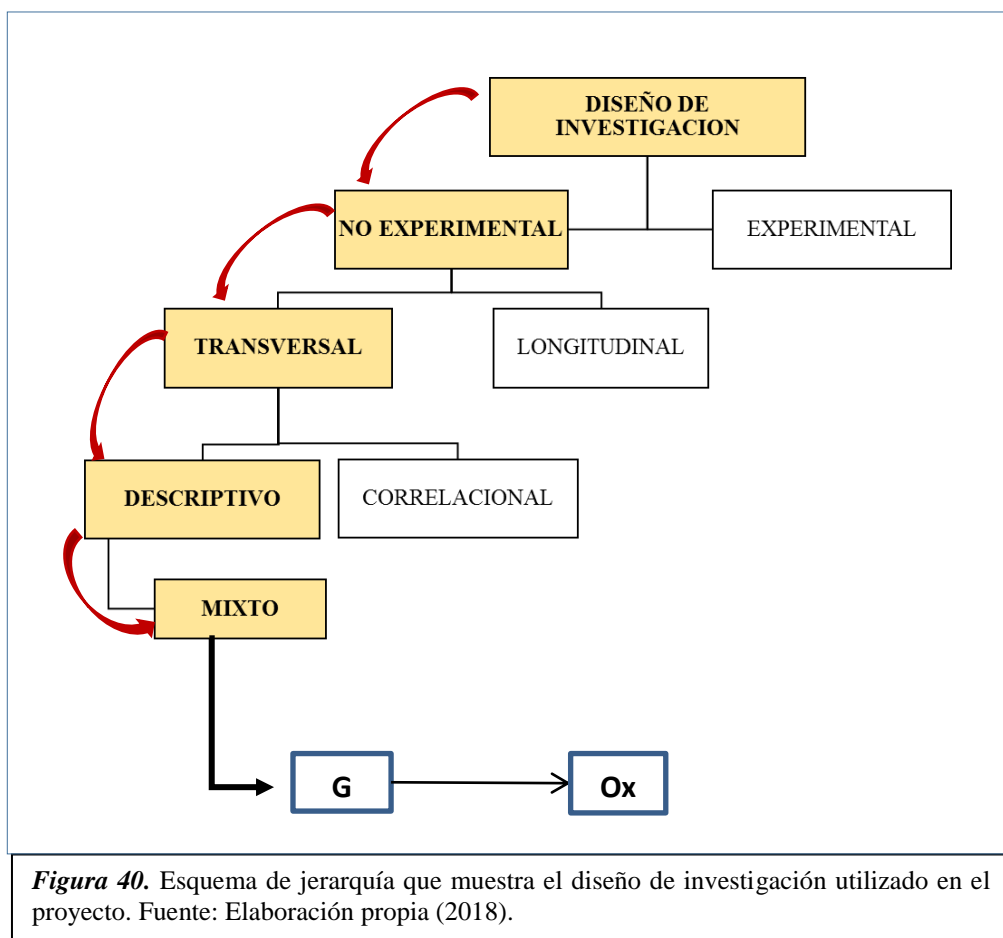 DISEÑO DE
INVESTIGACION
NO EXPERIMENTAL
EXPERIMENTAL
TRANSVERSAL
LONGITUDINAL
DESCRIPTIVO
CORRELACIONAL
MIXTO
G
Ox
Figura 40. Esquema de jerarquía que muestra el diseño de investigación utilizado en el
proyecto. Fuente: Elaboración propia (2018).